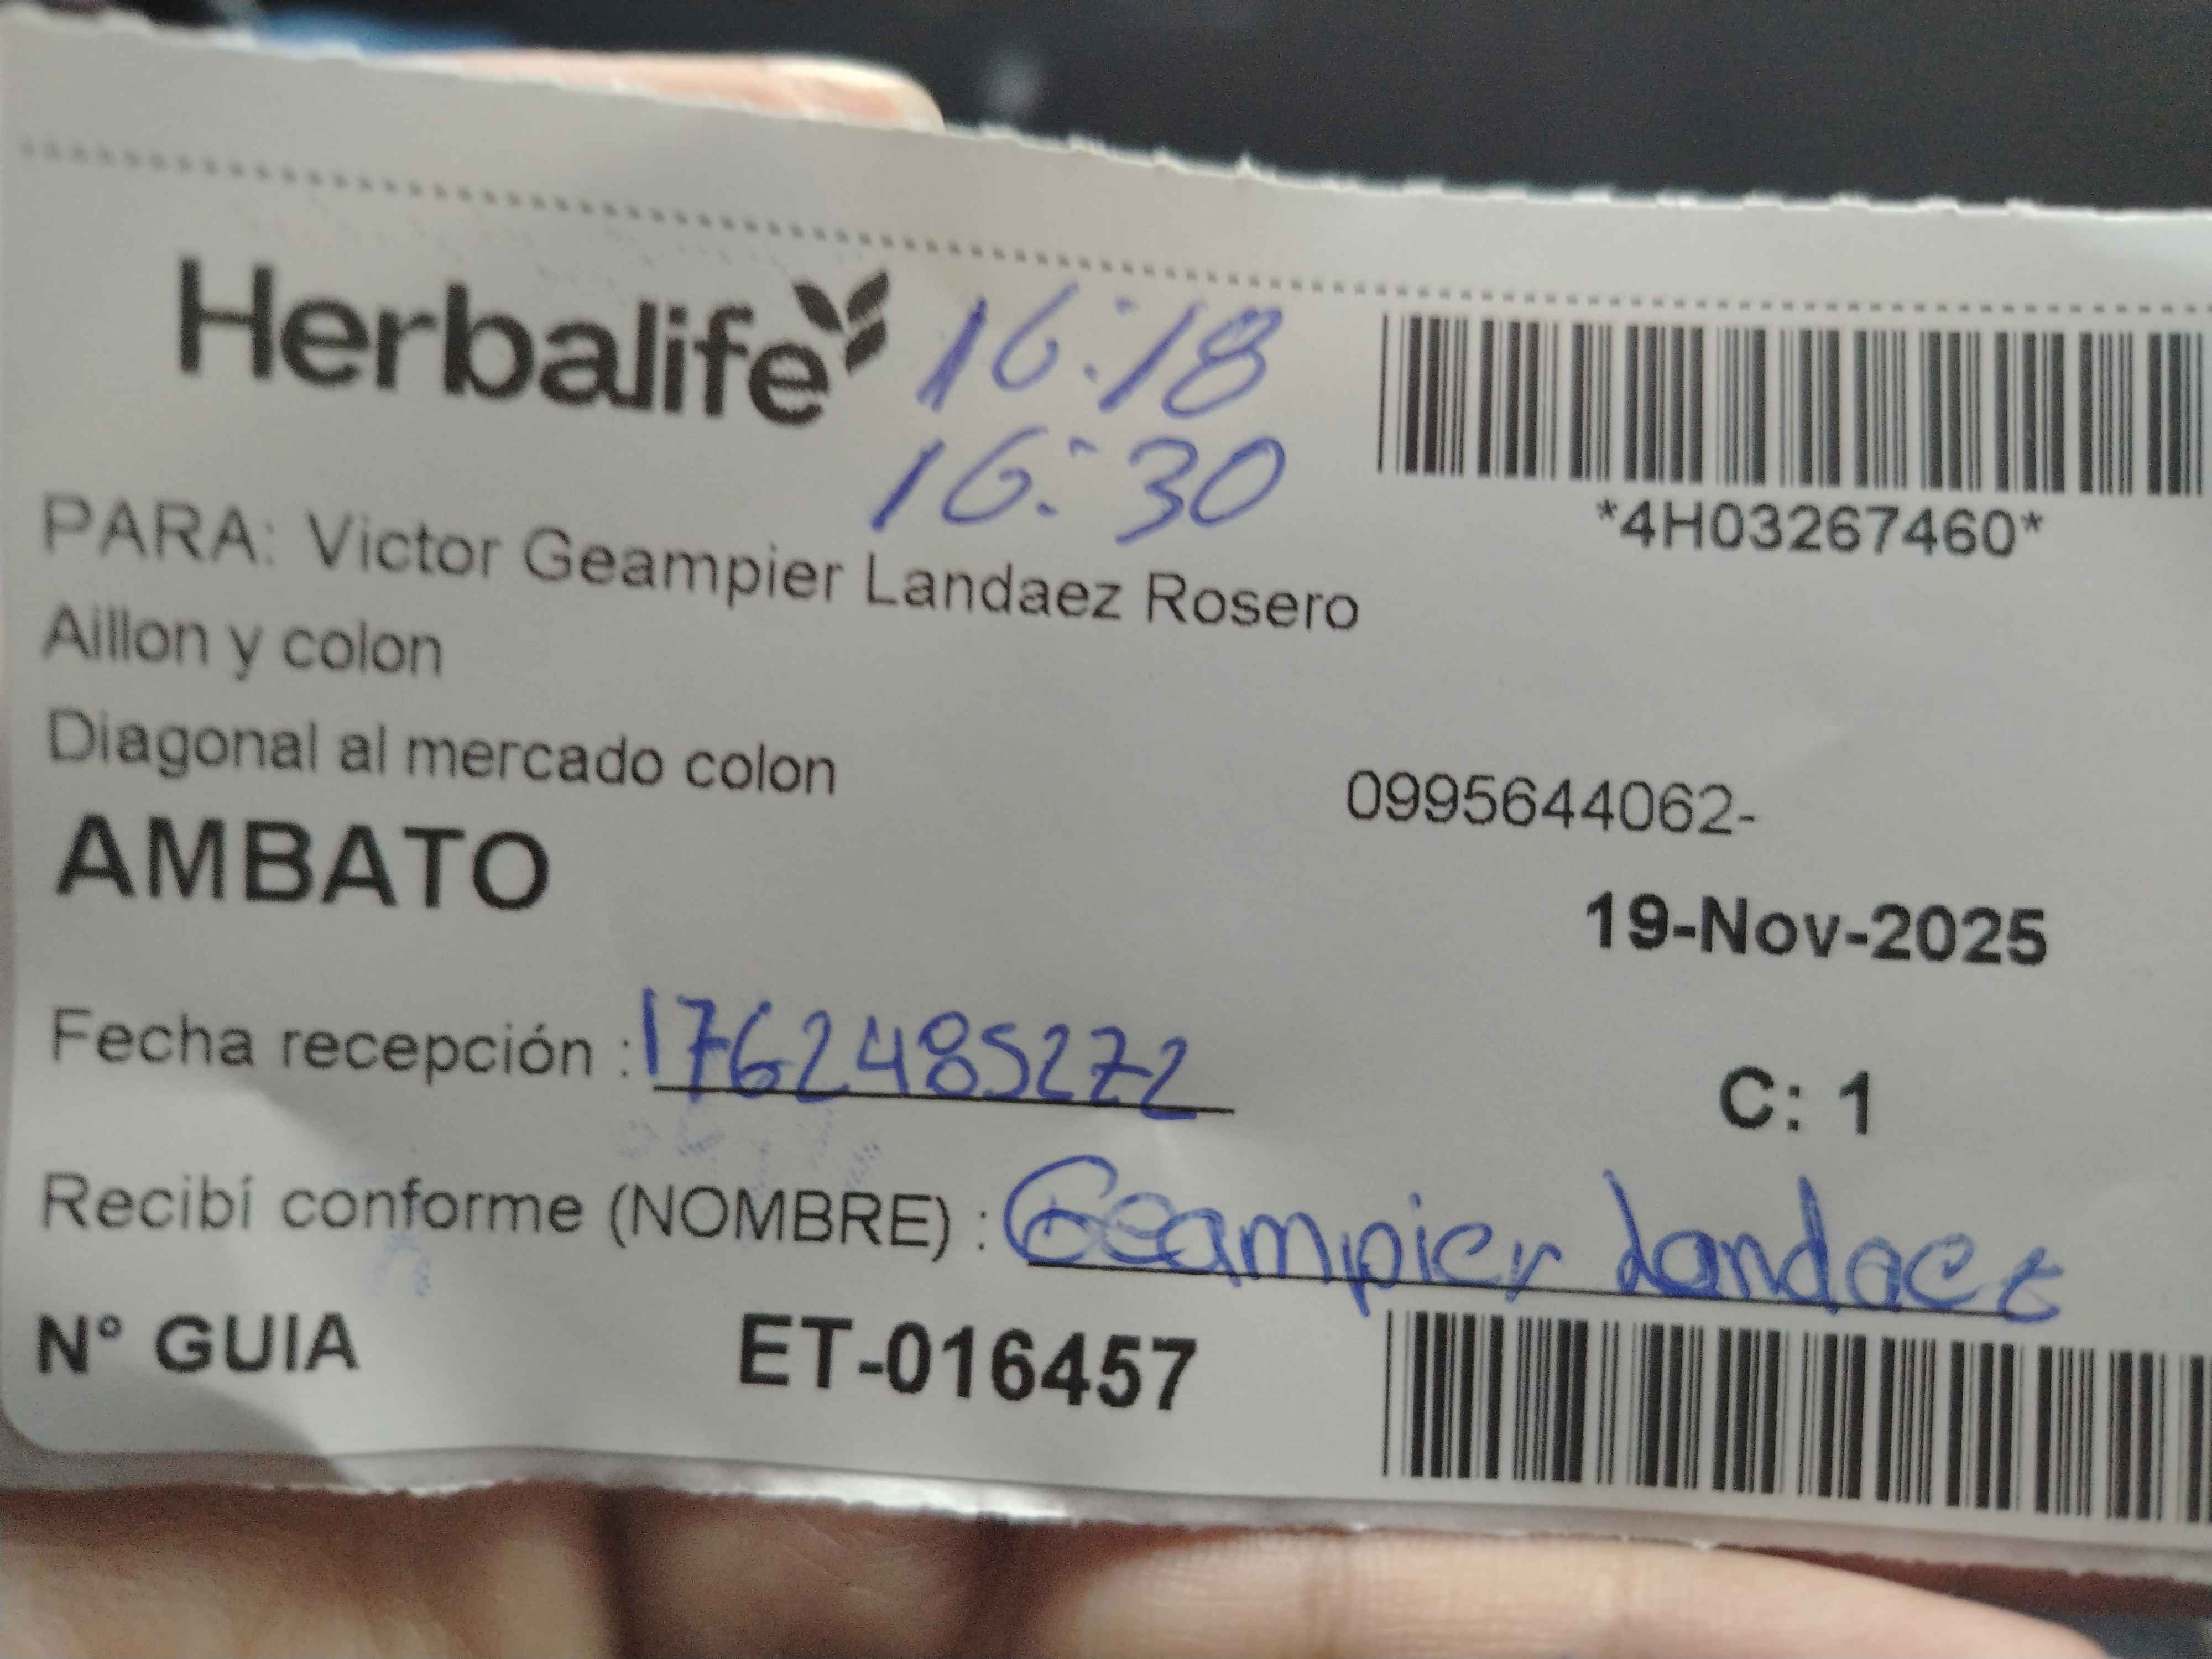 Herbalife
16:18
16:30
*4H03267460*
PARA: Victor Geampier Landaez Rosero
Aillon y colon
Diagonal al mercado colon
0995644062-
AMBATO
19-Nov-2025
Fecha recepción : 1762485272
C: 1
Recibí conforme (NOMBRE) : Geampier Landaez
N° GUIA ET-016457